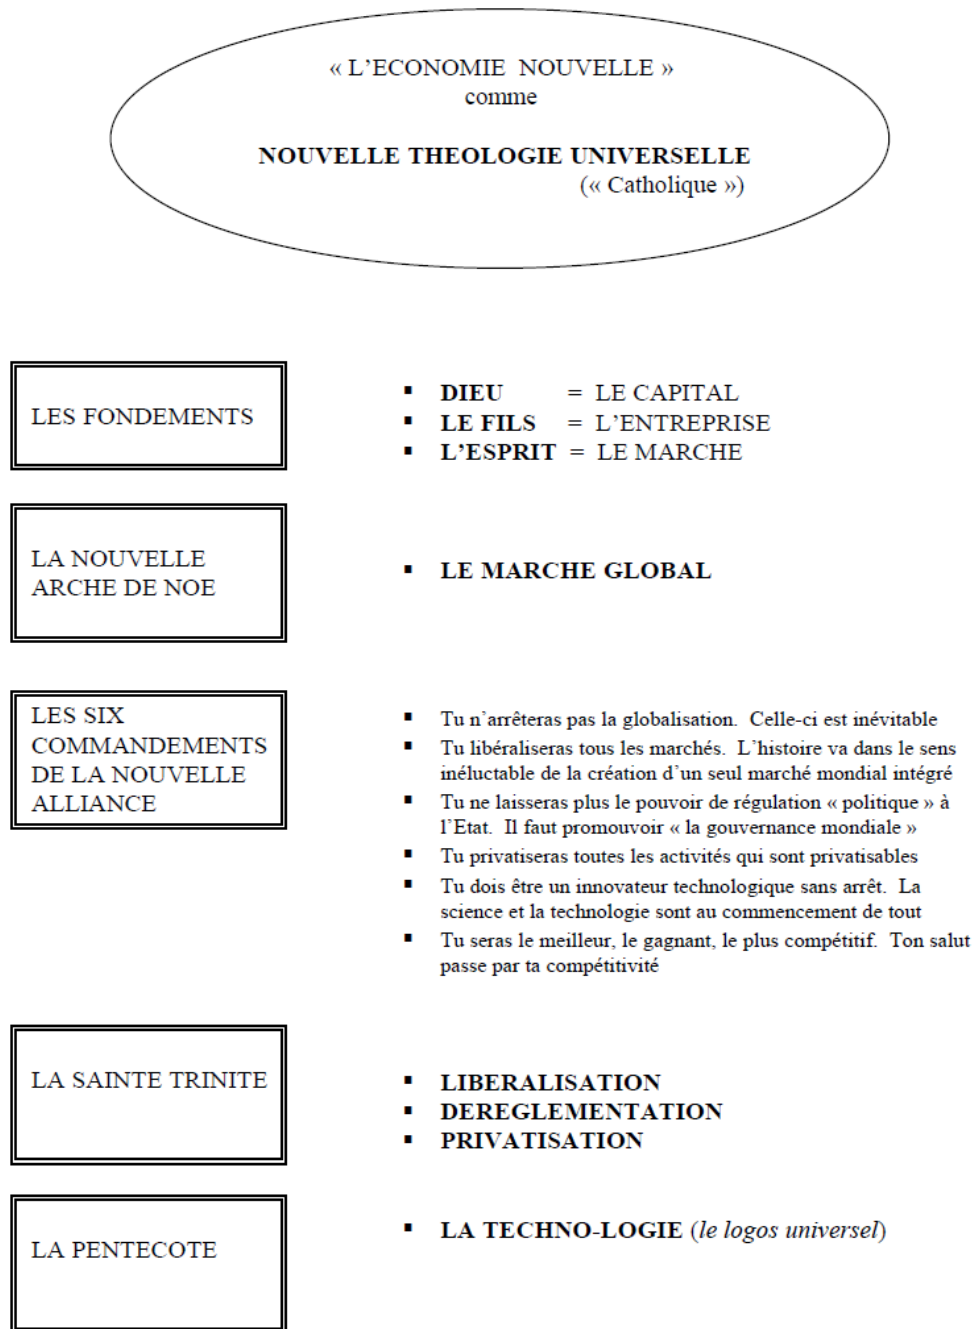 « L’ECONOMIE NOUVELLE »
comme
NOUVELLE THEOLOGIE UNIVERSELLE
(« Catholique »)
LES FONDEMENTS
▪ DIEU = LE CAPITAL
▪ LE FILS = L’ENTREPRISE
▪ L’ESPRIT = LE MARCHE
LA NOUVELLE
ARCHE DE NOE
▪ LE MARCHE GLOBAL
LES SIX
COMMANDEMENTS
DE LA NOUVELLE
ALLIANCE
▪ Tu n’arrêteras pas la globalisation. Celle-ci est inévitable
▪ Tu libéraliseras tous les marchés. L’histoire va dans le sens
inéluctable de la création d’un seul marché mondial intégré
▪ Tu ne laisseras plus le pouvoir de régulation « politique » à
l’Etat. Il faut promouvoir « la gouvernance mondiale »
▪ Tu privatiseras toutes les activités qui sont privatisables
▪ Tu dois être un innovateur technologique sans arrêt. La
science et la technologie sont au commencement de tout
▪ Tu seras le meilleur, le gagnant, le plus compétitif. Ton salut
passe par ta compétitivité
LA SAINTE TRINITE
▪ LIBERALISATION
▪ DEREGLEMENTATION
▪ PRIVATISATION
LA PENTECOTE
▪ LA TECHNO-LOGIE (le logos universel)